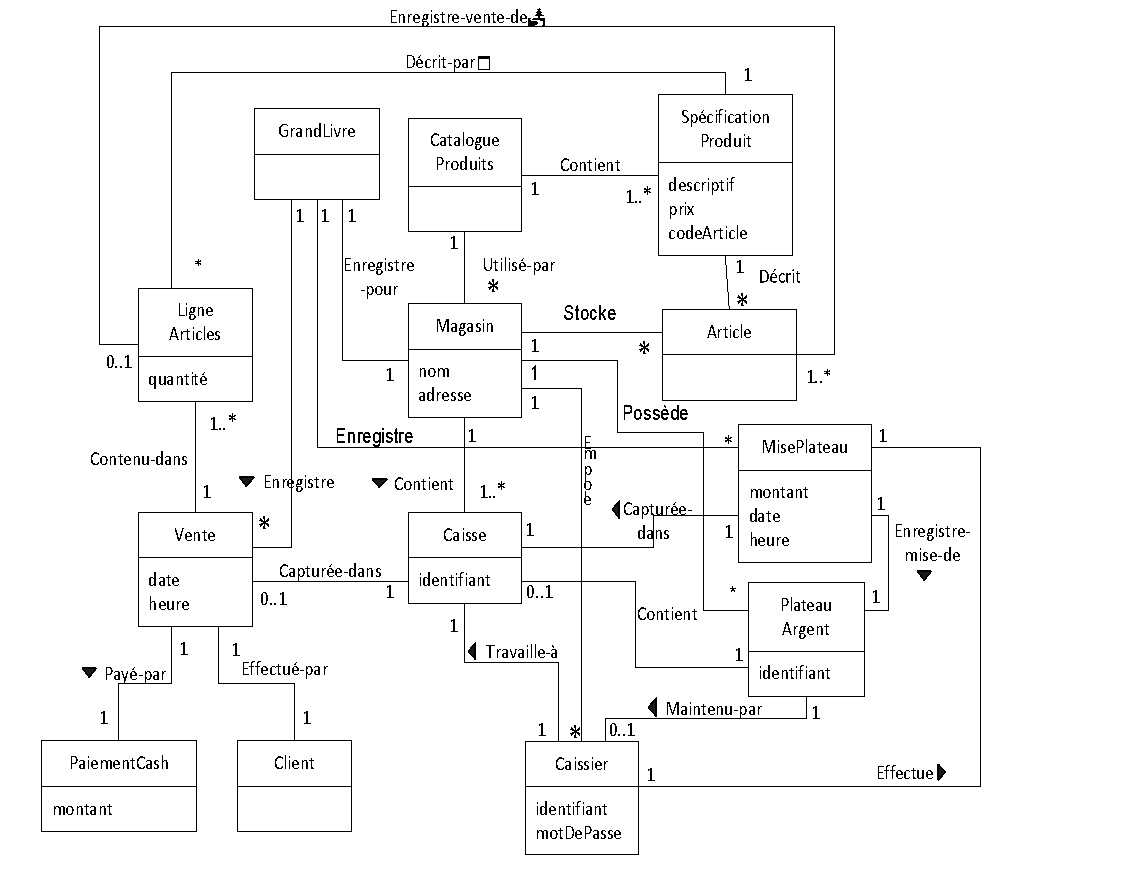 Enregistre-vente-de
Décrit-par
1
GrandLivre
Catalogue
Produits
Spécification
Produit
Contient
1
1..*
descriptif
prix
codeArticle
1
1
1
1
1
Décrit
Enregistre
-pour
Utilisé-par
*
*
*
Ligne
Articles
Magasin
Stocke
Article
0..1
quantité
1
*
1
nom
adresse
1
1
1..*
1..*
Possède
Contenu-dans
1
Enregistre
1
*
MisePlateau
1
Enregistre
Contient
1..*
montant
date
heure
1
Capturée-
dans
1
Enregistre-
mise-de
Vente
*
Caisse
1
date
heure
Capturée-dans
0..1
1
identifiant
0..1
*
Plateau
Argent
1
Contient
1
1
1
1
identifiant
Payé-par
Effectué-par
Travaille-à
Maintenu-par
1
1
1
1
*
0..1
PaiementCash
Client
Caissier
1
Effectue
montant
identifiant
motDePasse